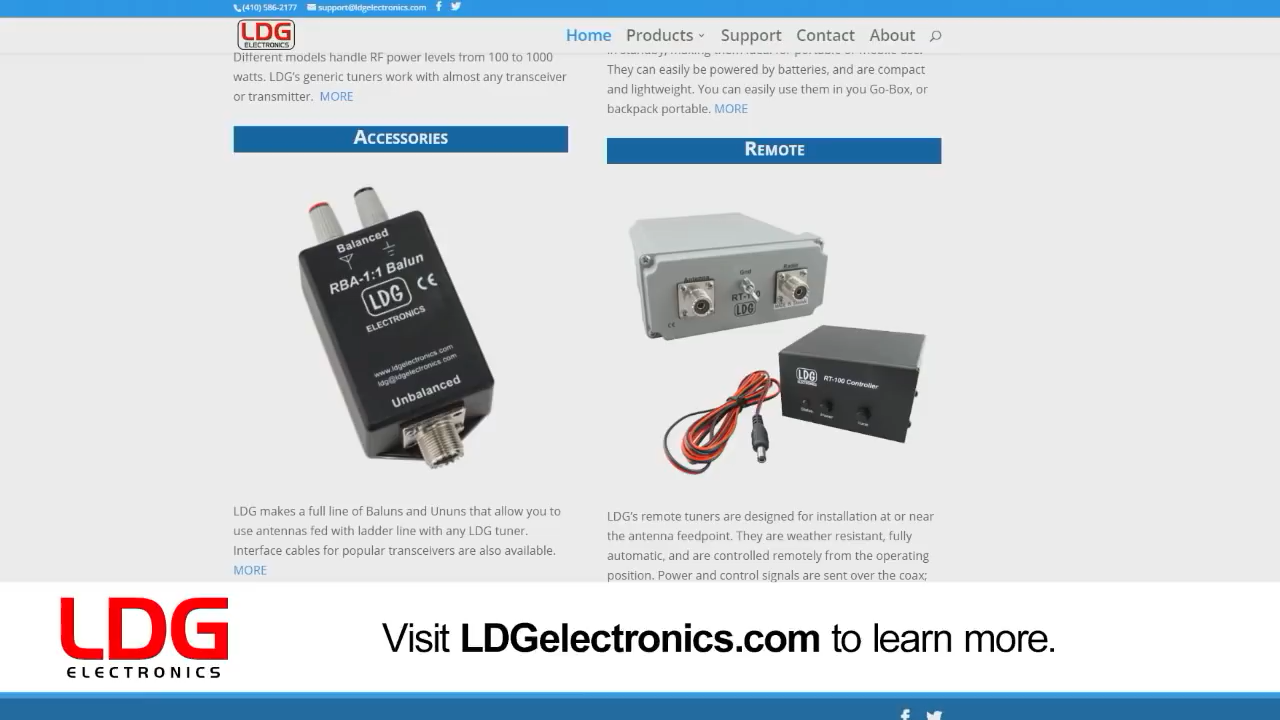 (410) 586-2177 support@ldgelectronics.com
LDG
ELECTRONICS
Home Products Support Contact About
Different models handle RF power levels from 100 to 1000
watts. LDG's generic tuners work with almost any transceiver
or transmitter. MORE
They can easily be powered by batteries, and are compact
and lightweight. You can easily use them in you Go-Box, or
backpack portable. MORE
ACCESSORIES
REMOTE
Balanced
RBA-1:1 Balun
LDG CE
ELECTRONICS
www.ldgelectronics.com
ldg@ldgelectronics.com
Unbalanced
Antenna
RT-100
LDG
CE
LDG
RT-100 Controller
Power
LDG makes a full line of Baluns and Ununs that allow you to
use antennas fed with ladder line with any LDG tuner.
Interface cables for popular transceivers are also available.
MORE
LDG's remote tuners are designed for installation at or near
the antenna feedpoint. They are weather resistant, fully
automatic, and are controlled remotely from the operating
position. Power and control signals are sent over the coax;
LDG
ELECTRONICS
Visit LDGelectronics.com to learn more.